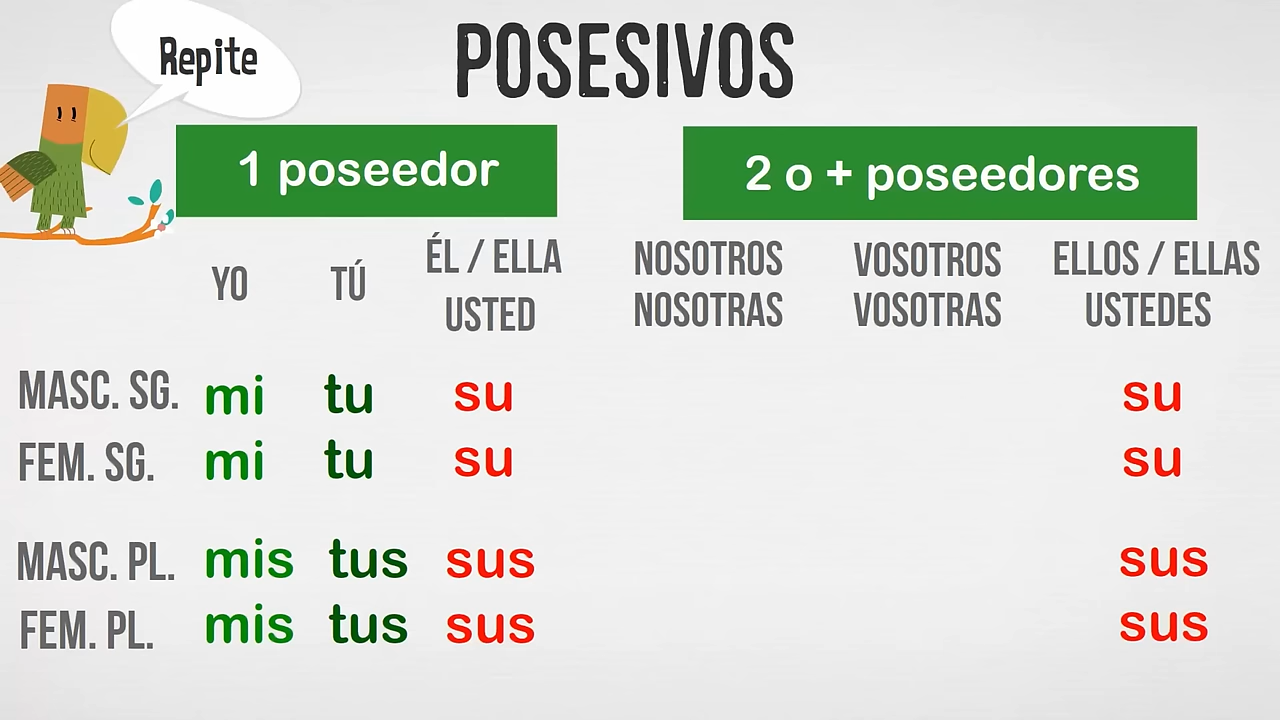 Repite
POSESIVOS
1 poseedor
2 o + poseedores
YO TÚ ÉL / ELLA USTED
NOSOTROS NOSOTRAS
VOSOTROS VOSOTRAS
ELLOS / ELLAS USTEDES
MASC. SG. mi tu su su
FEM. SG. mi tu su su
MASC. PL. mis tus sus sus
FEM. PL. mis tus sus sus